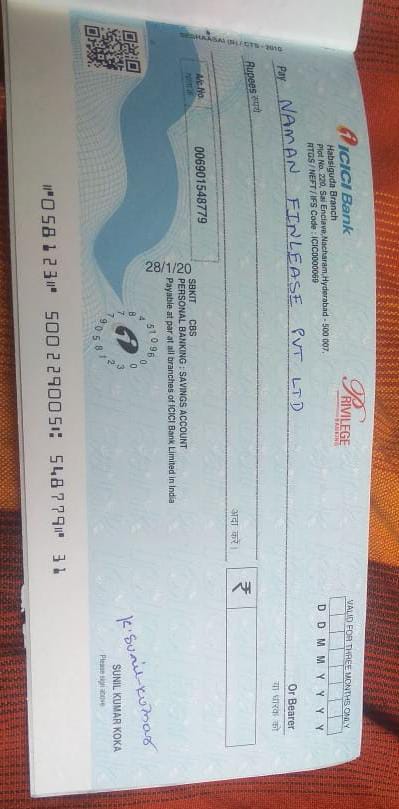 SESHAASAI (S) / CTS - 2010
ICICI Bank
Habsiguda Branch
Plot No. 220, Sai Enclave, Nacharam, Hyderabad - 500 007.
RTGS / NEFT / IFS Code : ICIC0000069
PRIVILEGE
BANKING
VALID FOR THREE MONTHS ONLY
D D M M Y Y Y Y
Pay NAMAN FINLEASE PVT LTD
Or Bearer
या धारक को
Rupees रुपये
अदा करें।
₹
A/c. No.
006901548779
28/1/20
SBKIT CBS
PERSONAL BANKING : SAVINGS ACCOUNT
Payable at par at all branches of ICICI Bank Limited in India
K. Sunil Kumar
SUNIL KUMAR KOKA
Please sign above
⑈058123⑈ 500229005⑆ 548779⑈ 31